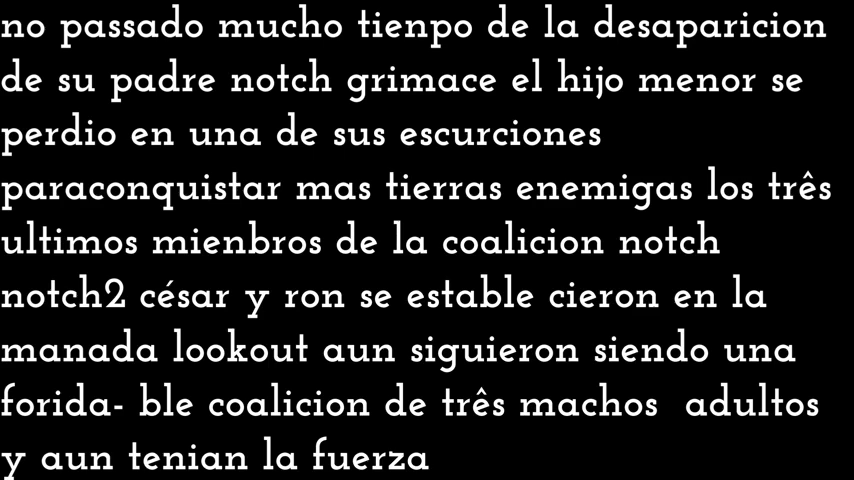 no passado mucho tienpo de la desaparicion
de su padre notch grimace el hijo menor se
perdio en una de sus escurciones
paraconquistar mas tierras enemigas los três
ultimos mienbros de la coalicion notch
notch2 césar y ron se estable cieron en la
manada lookout aun siguieron siendo una
forida- ble coalicion de três machos  adultos
y aun tenian la fuerza